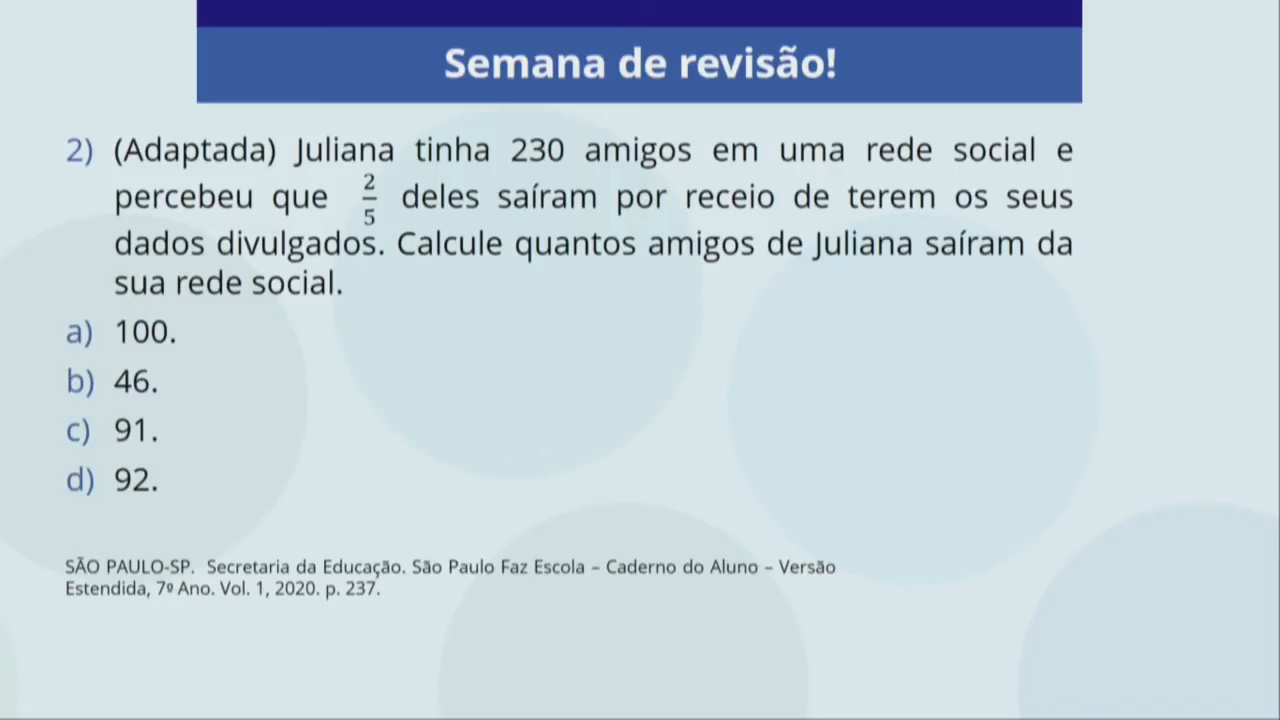 Semana de revisão!
2) (Adaptada) Juliana tinha 230 amigos em uma rede social e
percebeu que 2/5 deles saíram por receio de terem os seus
dados divulgados. Calcule quantos amigos de Juliana saíram da
sua rede social.
a) 100.
b) 46.
c) 91.
d) 92.
SÃO PAULO-SP. Secretaria da Educação. São Paulo Faz Escola – Caderno do Aluno – Versão
Estendida, 7º Ano. Vol. 1, 2020. p. 237.